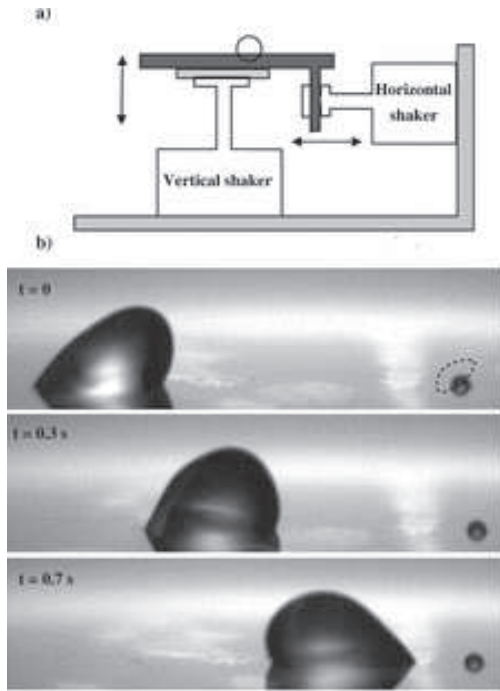 a)
Horizontal
shaker
Vertical shaker
b)
t = 0
t = 0.3 s
t = 0.7 s